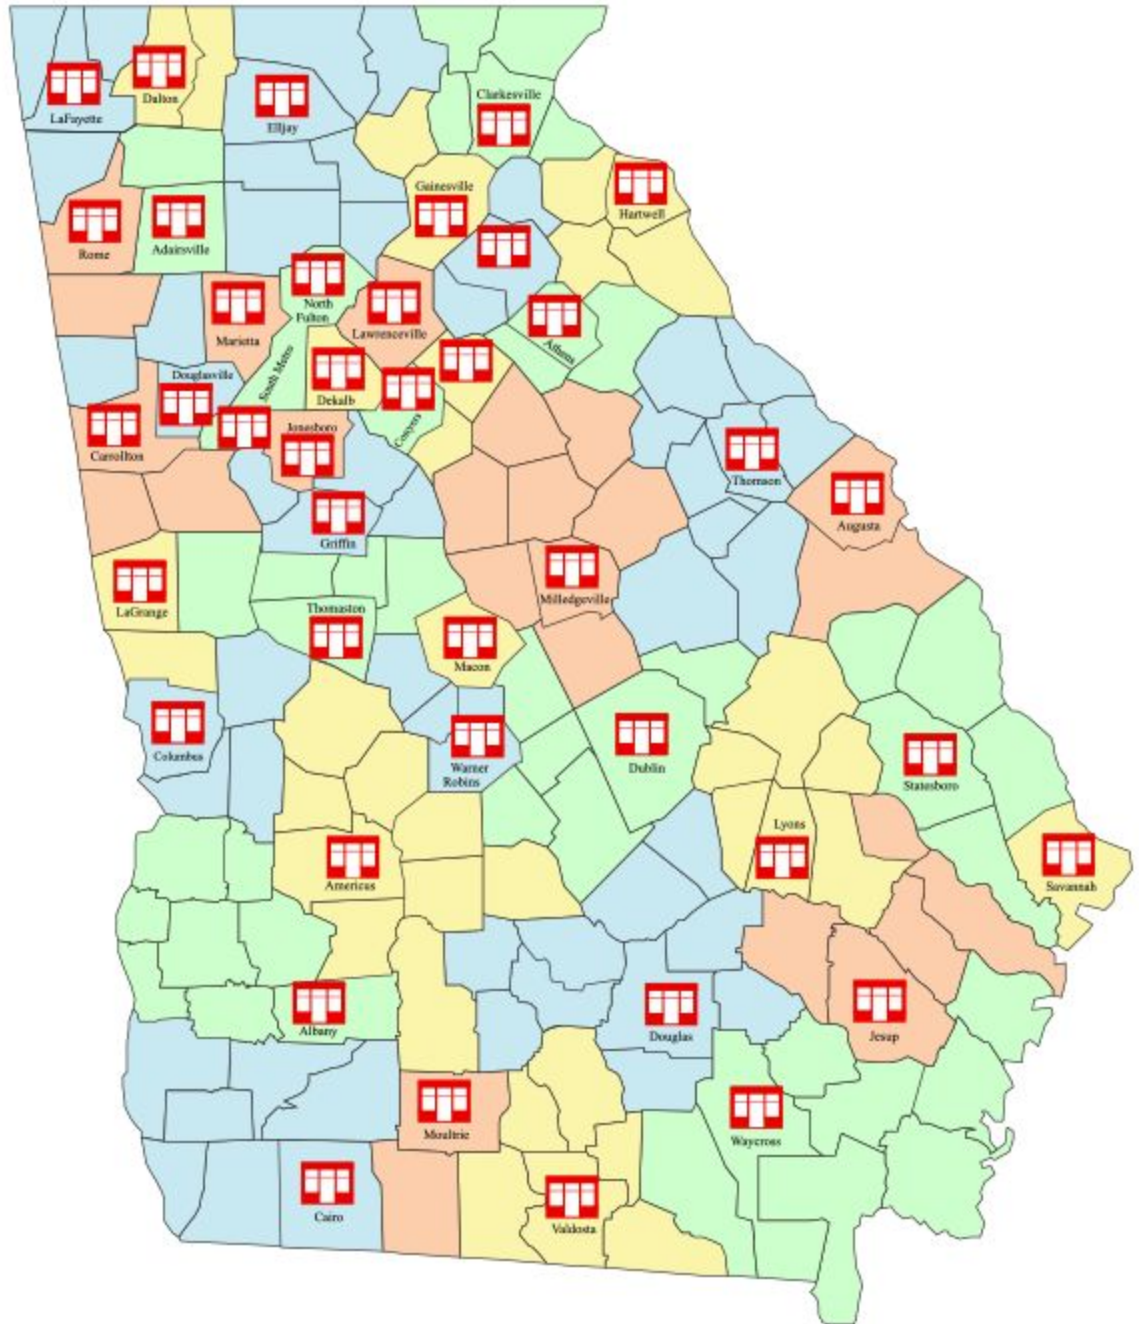 Dalton
LaFayette
Elljay
Clarkesville
Gainesville
Hartwell
Rome
Adairsville
North
Fulton
Marietta
Lawrenceville
Athens
South Metro
Douglasville
Dekalb
Conyers
Carrollton
Jonesboro
Thomson
Augusta
Griffin
LaGrange
Thomaston
Milledgeville
Macon
Columbus
Warner
Robins
Dublin
Statesboro
Lyons
Americus
Savannah
Albany
Douglas
Jesup
Moultrie
Waycross
Cairo
Valdosta